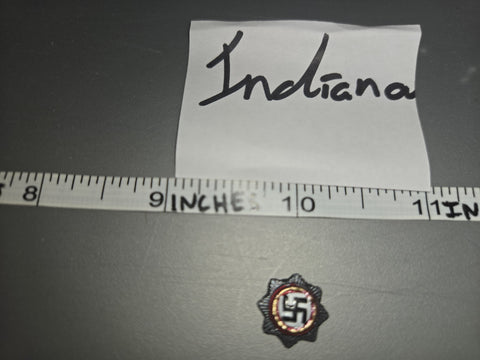 Indiana
8 9 INCHES 10 11 IN